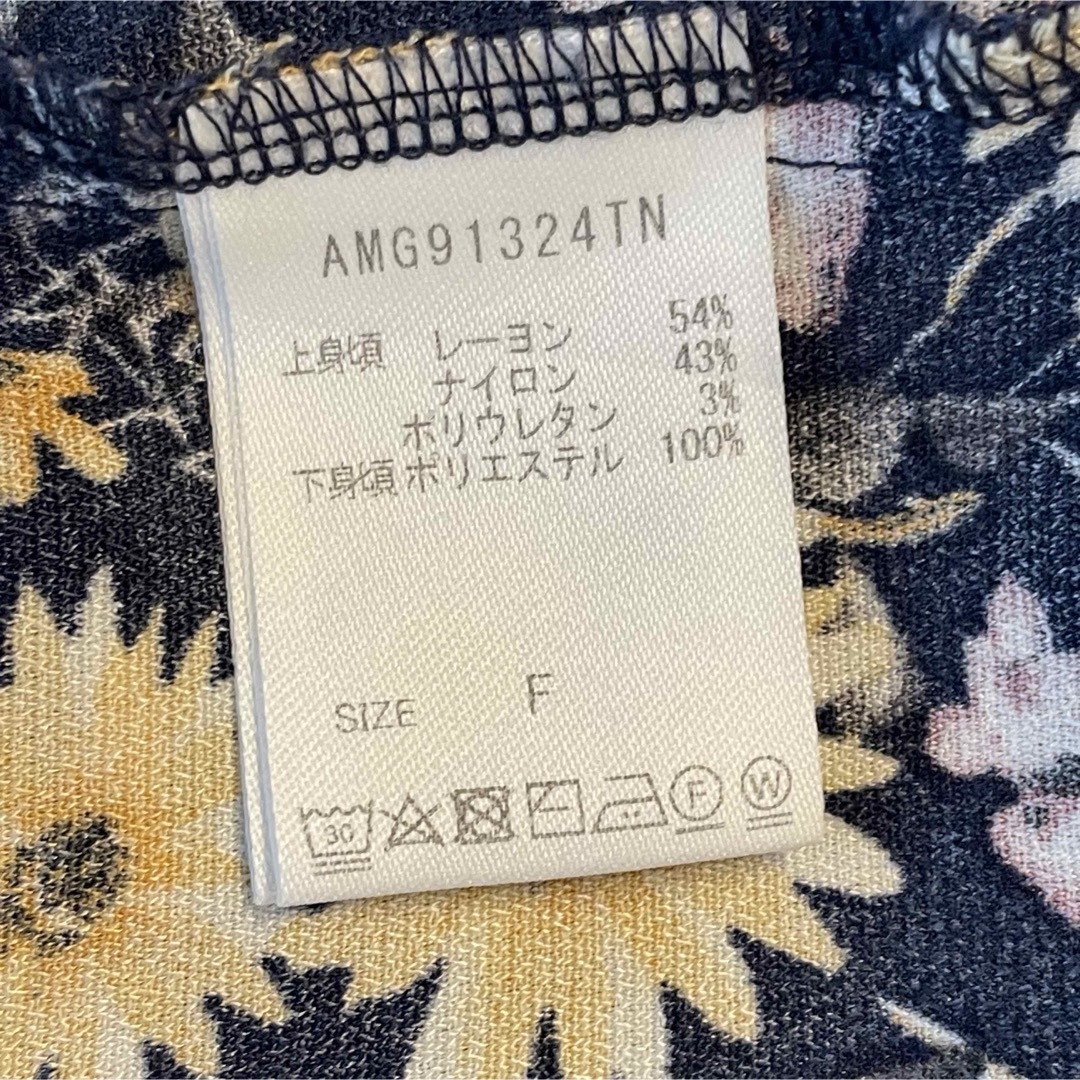 AMG91324TN
上身頃 レーヨン 54%
ナイロン 43%
ポリウレタン 3%
下身頃 ポリエステル 100%
SIZE F
30 F W